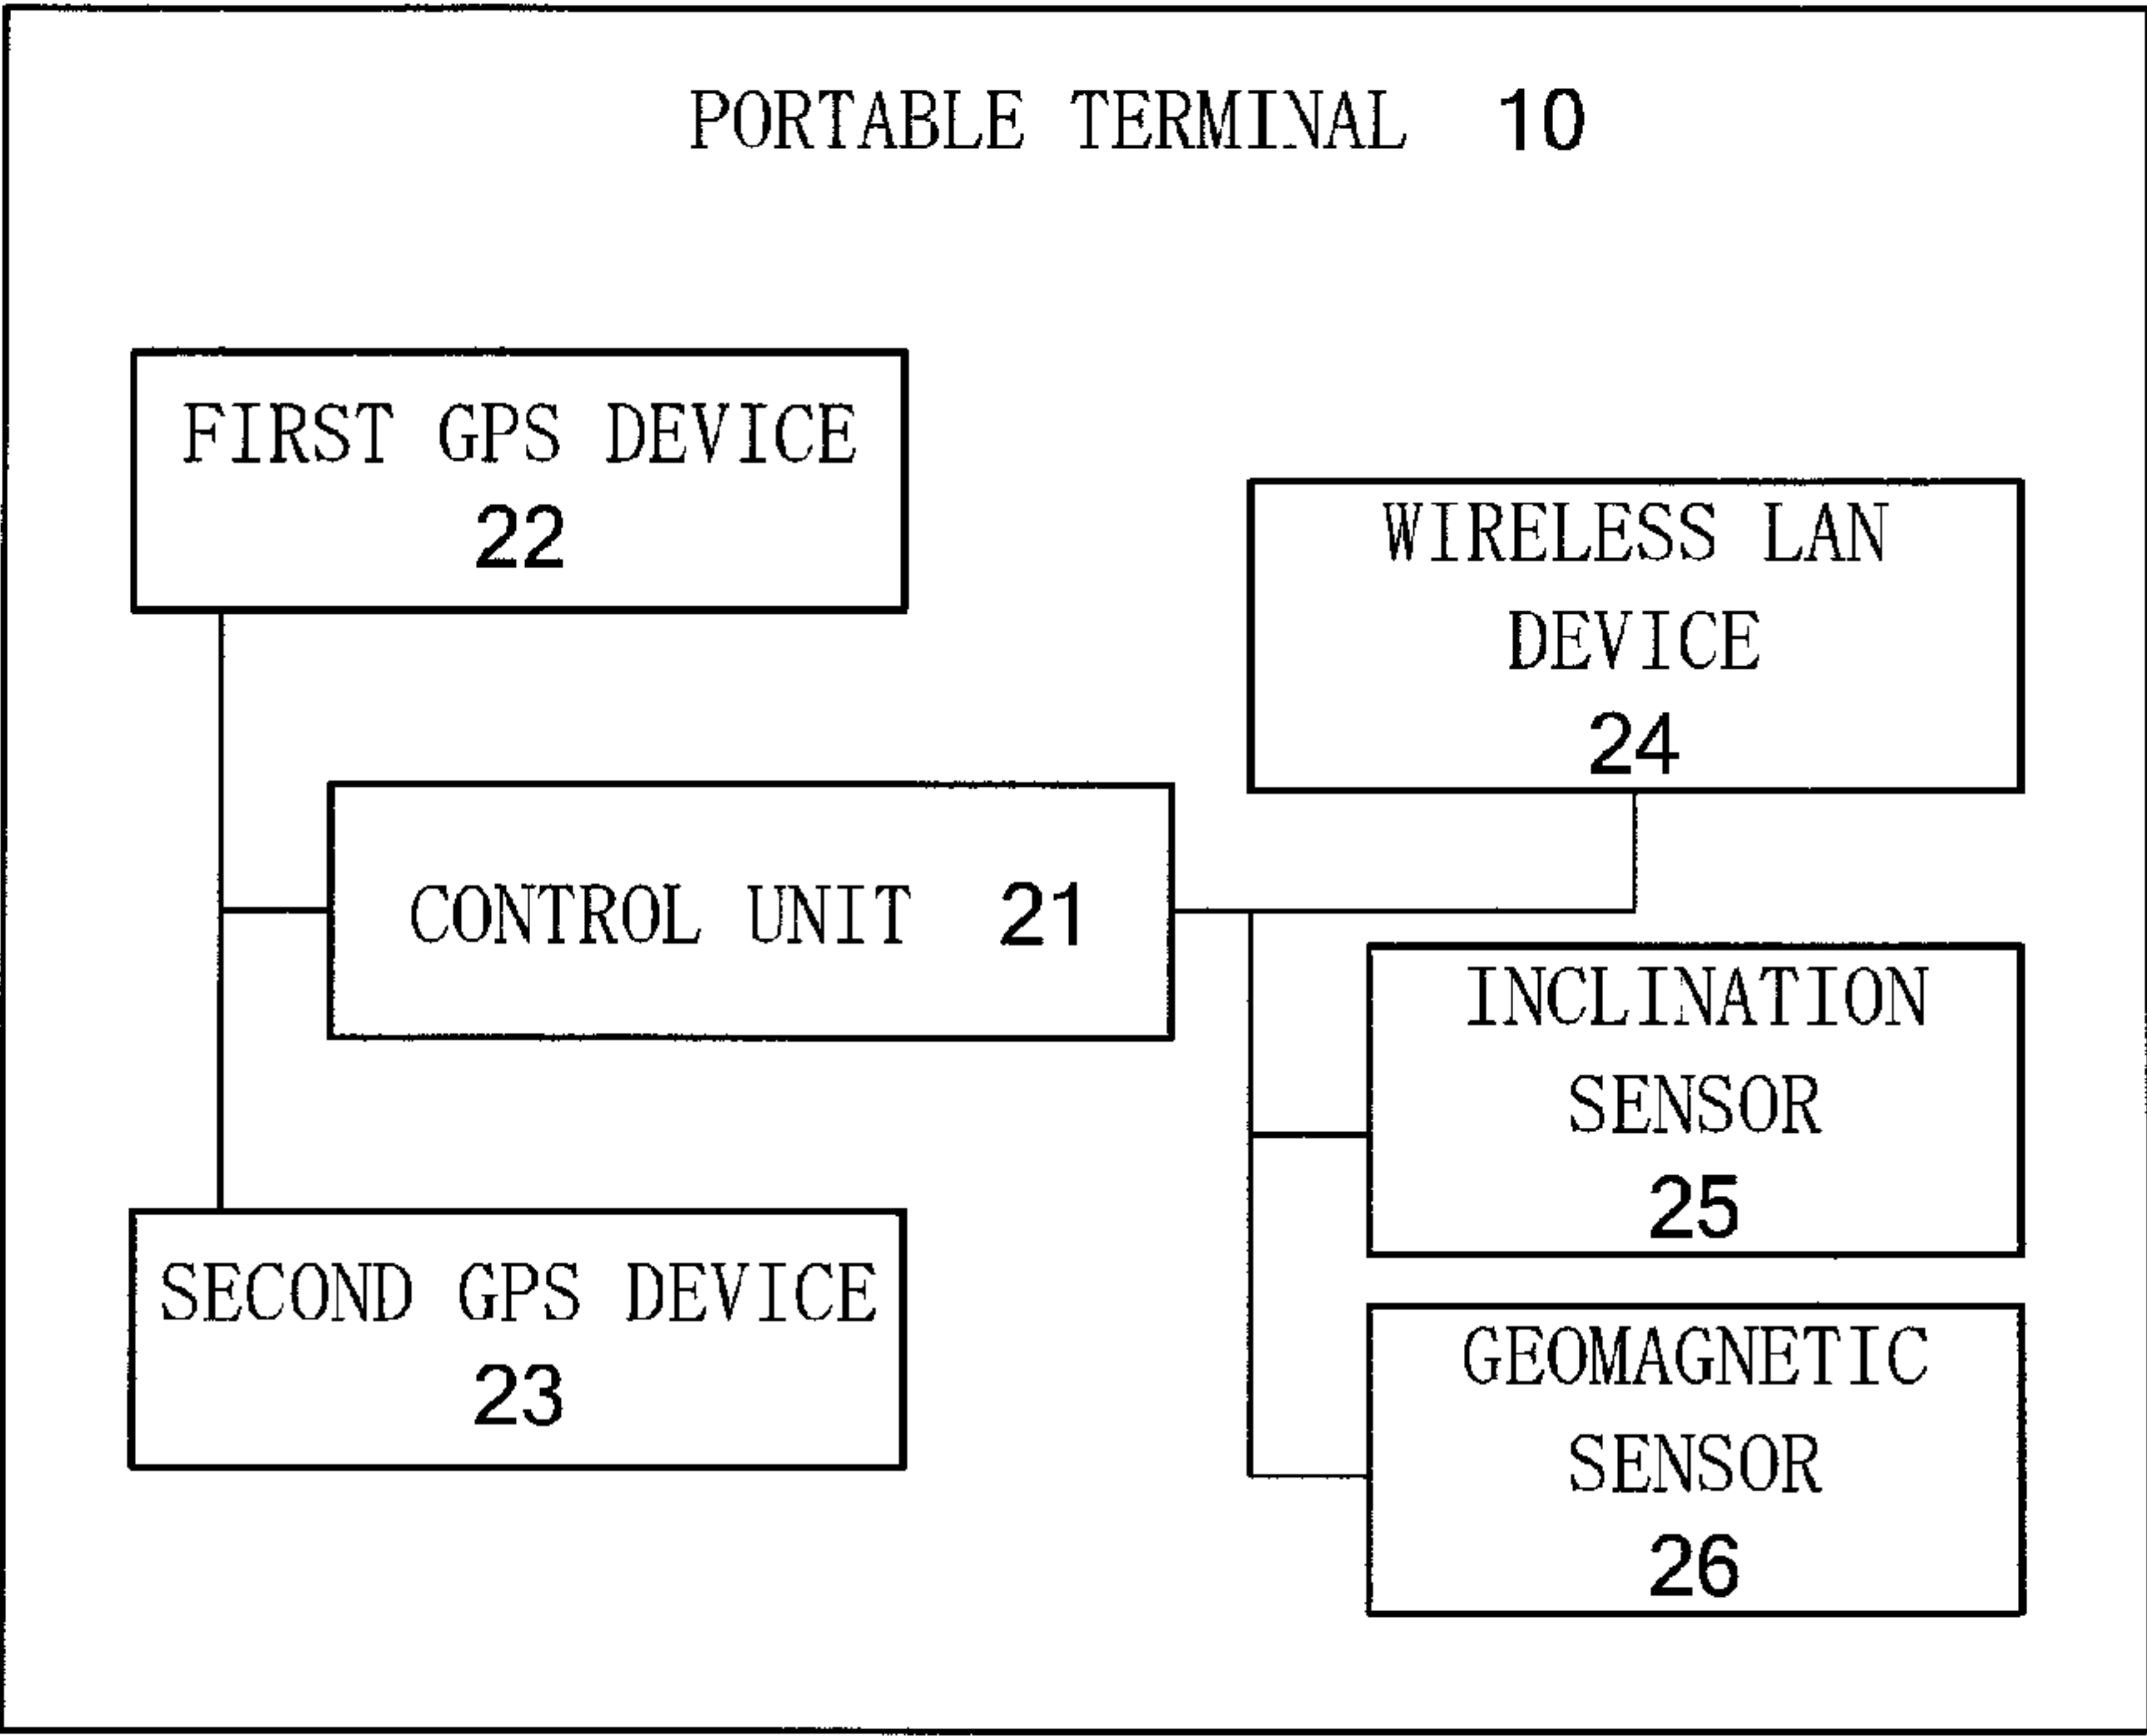 PORTABLE TERMINAL 10
FIRST GPS DEVICE
22
WIRELESS LAN
DEVICE
24
CONTROL UNIT 21
INCLINATION
SENSOR
25
SECOND GPS DEVICE
23
GEOMAGNETIC
SENSOR
26